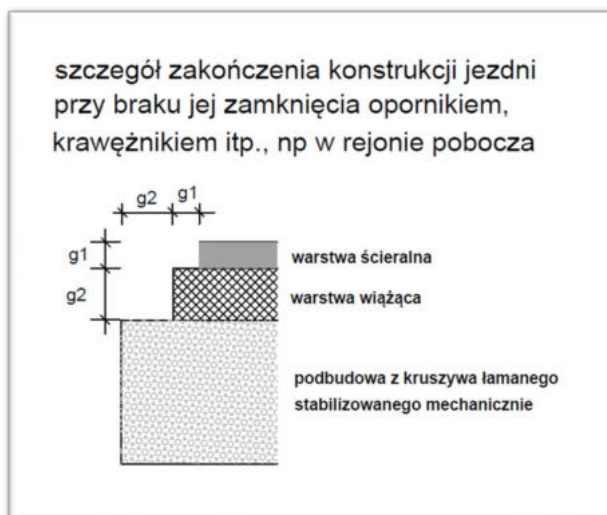 szczegół zakończenia konstrukcji jezdni
przy braku jej zamknięcia opornikiem,
krawężnikiem itp., np w rejonie pobocza
g2 g1
g1
warstwa ścieralna
g2
warstwa wiążąca
podbudowa z kruszywa łamanego
stabilizowanego mechanicznie